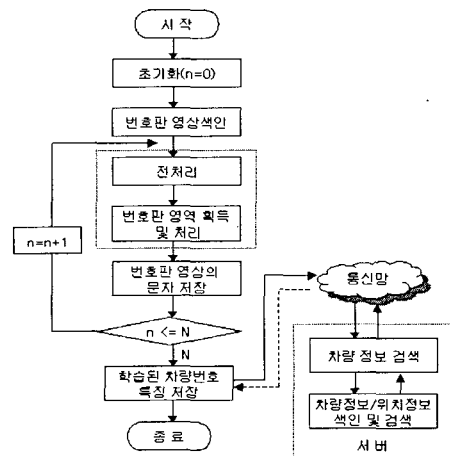 시 작
초기화(n=0)
번호판 영상색인
전처리
번호판 영역 획득
및 처리
n=n+1
번호판 영상의
문자 저장
n <= N
N
학습된 차량번호
특징 저장
종 료
통신망
차량 정보 검색
차량정보/위치정보
색인 및 검색
서 버